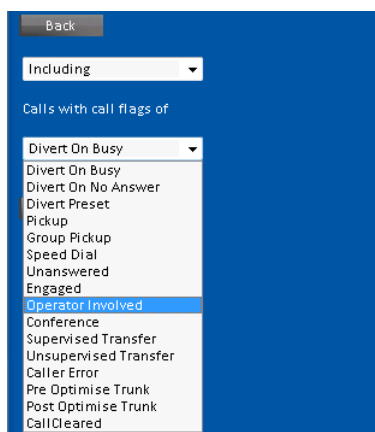 Back
Including
Calls with call flags of
Divert On Busy
Divert On Busy
Divert On No Answer
Divert Preset
Pickup
Group Pickup
Speed Dial
Unanswered
Engaged
Operator Involved
Conference
Supervised Transfer
Unsupervised Transfer
Caller Error
Pre Optimise Trunk
Post Optimise Trunk
CallCleared